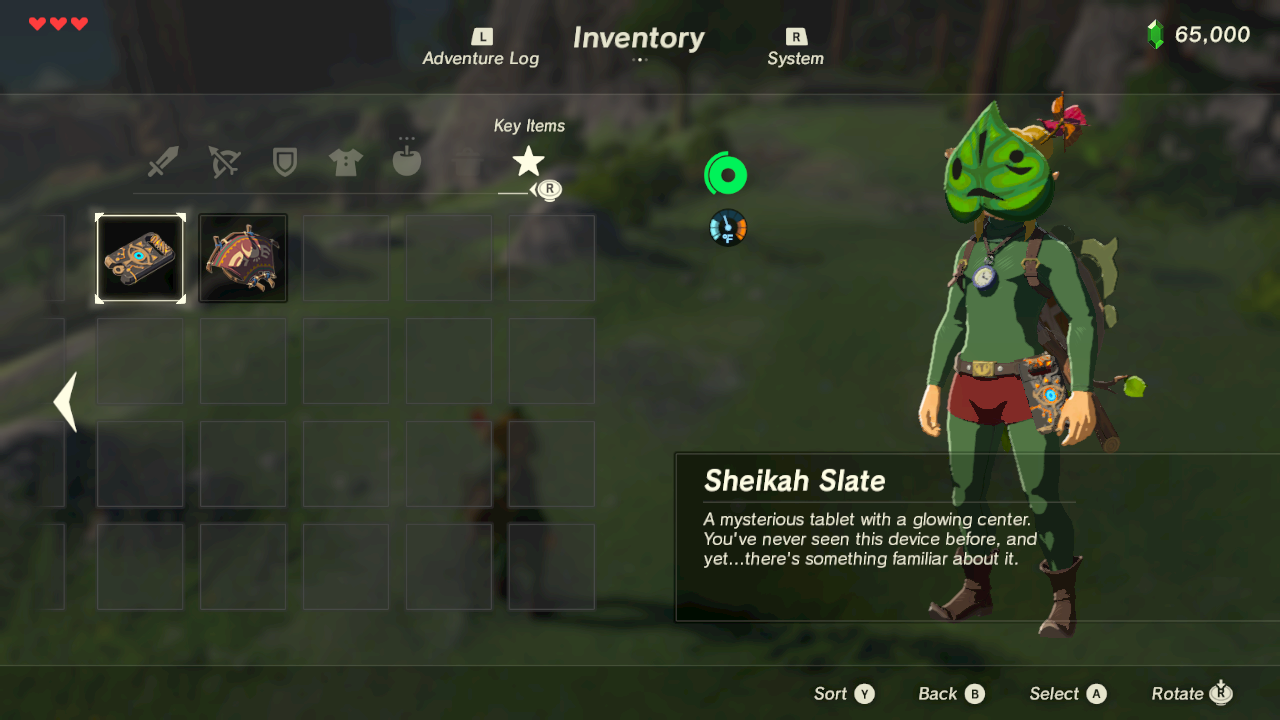 L
Adventure Log
Inventory
R
System
65,000
Key Items
R
°F
Sheikah Slate
A mysterious tablet with a glowing center.
You've never seen this device before, and
yet...there's something familiar about it.
Sort Y
Back B
Select A
Rotate R